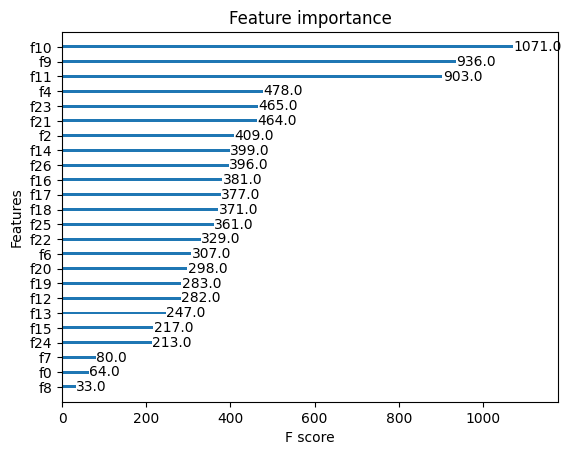 Feature importance
f10 1071.0
f9 936.0
f11 903.0
f4 478.0
f23 465.0
f21 464.0
f2 409.0
f14 399.0
f26 396.0
f16 381.0
f17 377.0
f18 371.0
f25 361.0
f22 329.0
f6 307.0
f20 298.0
f19 283.0
f12 282.0
f13 247.0
f15 217.0
f24 213.0
f7 80.0
f0 64.0
f8 33.0
Features
0 200 400 600 800 1000
F score